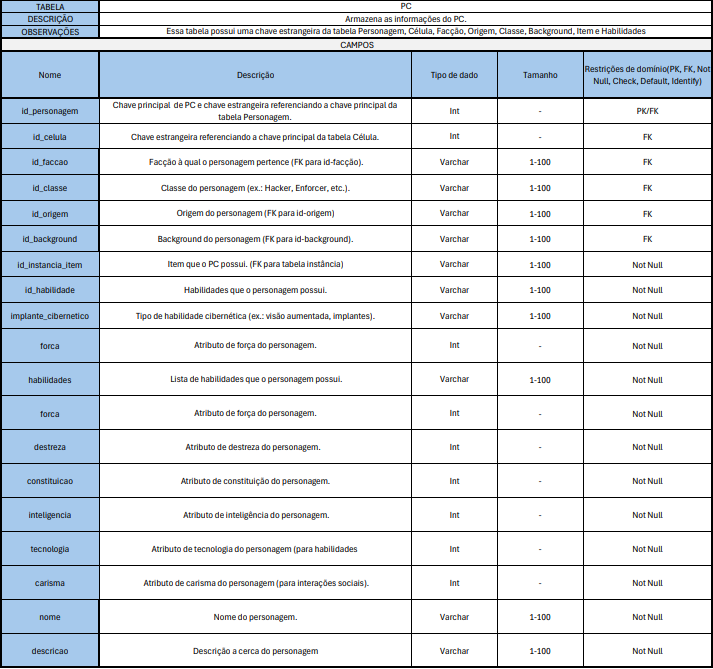 TABELA PC
DESCRIÇÃO Armazena as informações do PC.
OBSERVAÇÕES Essa tabela possui uma chave estrangeira da tabela Personagem, Célula, Facção, Origem, Classe, Background, Item e Habilidades
CAMPOS
Nome Descrição Tipo de dado Tamanho Restrições de domínio(PK, FK, Not
Null, Check, Default, Identify)
id_personagem Chave principal de PC e chave estrangeira referenciando a chave principal da
tabela Personagem. Int - PK/FK
id_celula Chave estrangeira referenciando a chave principal da tabela Célula. Int - FK
id_faccao Facção à qual o personagem pertence (FK para id-facção). Varchar 1-100 FK
id_classe Classe do personagem (ex.: Hacker, Enforcer, etc.). Varchar 1-100 FK
id_origem Origem do personagem (FK para id-origem) Varchar 1-100 FK
id_background Background do personagem (FK para id-background). Varchar 1-100 FK
id_instancia_item Item que o PC possui. (FK para tabela instância) Varchar 1-100 Not Null
id_habilidade Habilidades que o personagem possui. Varchar 1-100 Not Null
implante_cibernetico Tipo de habilidade cibernética (ex.: visão aumentada, implantes). Varchar 1-100 Not Null
forca Atributo de força do personagem. Int - Not Null
habilidades Lista de habilidades que o personagem possui. Varchar 1-100 Not Null
forca Atributo de força do personagem. Int - Not Null
destreza Atributo de destreza do personagem. Int - Not Null
constituicao Atributo de constituição do personagem. Int - Not Null
inteligencia Atributo de inteligência do personagem. Int - Not Null
tecnologia Atributo de tecnologia do personagem (para habilidades Int - Not Null
carisma Atributo de carisma do personagem (para interações sociais). Int - Not Null
nome Nome do personagem. Varchar 1-100 Not Null
descricao Descrição a cerca do personagem Varchar 1-100 Not Null